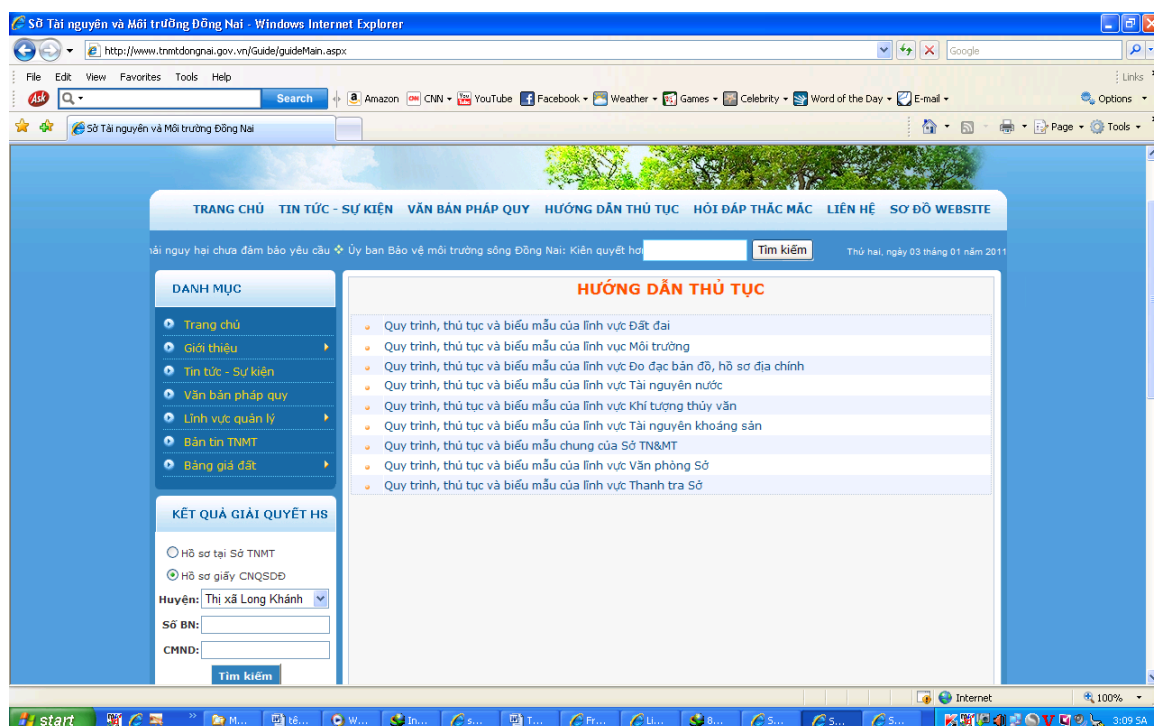 Sở Tài nguyên và Môi trường Đồng Nai - Windows Internet Explorer
http://www.tnmtdongnai.gov.vn/Guide/guideMain.aspx
Google
File Edit View Favorites Tools Help
Links
Ask
Search
Amazon CNN YouTube Facebook Weather Games Celebrity Word of the Day E-mail
Options
Sở Tài nguyên và Môi trường Đồng Nai
Page Tools
TRANG CHỦ TIN TỨC - SỰ KIỆN VĂN BẢN PHÁP QUY HƯỚNG DẪN THỦ TỤC HỎI ĐÁP THẮC MẮC LIÊN HỆ SƠ ĐỒ WEBSITE
nguy hại chưa đảm bảo yêu cầu Ủy ban Bảo vệ môi trường sông Đồng Nai: Kiên quyết
Tìm kiếm
Thứ hai, ngày 03 tháng 01 năm 2011
DANH MỤC
Trang chủ
Giới thiệu
Tin tức - Sự kiện
Văn bản pháp quy
Lĩnh vực quản lý
Bản tin TNMT
Bảng giá đất
HƯỚNG DẪN THỦ TỤC
Quy trình, thủ tục và biểu mẫu của lĩnh vực Đất đai
Quy trình, thủ tục và biểu mẫu của lĩnh vục Môi trường
Quy trình, thủ tục và biểu mẫu của lĩnh vực Đo đạc bản đồ, hồ sơ địa chính
Quy trình, thủ tục và biểu mẫu của lĩnh vực Tài nguyên nước
Quy trình, thủ tục và biểu mẫu của lĩnh vực Khí tượng thủy văn
Quy trình, thủ tục và biểu mẫu của lĩnh vực Tài nguyên khoáng sản
Quy trình, thủ tục và biểu mẫu chung của Sở TN&MT
Quy trình, thủ tục và biểu mẫu của lĩnh vực Văn phòng Sở
Quy trình, thủ tục và biểu mẫu của lĩnh vực Thanh tra Sở
KẾT QUẢ GIẢI QUYẾT HS
Hồ sơ tại Sở TNMT
Hồ sơ giấy CNQSDĐ
Huyện: Thị xã Long Khánh
Số BN:
CMND:
Tìm kiếm
Internet
100%
start
M... tê... W... In... s... T... Fr... Li... 8... S... S... S...
3:09 SA